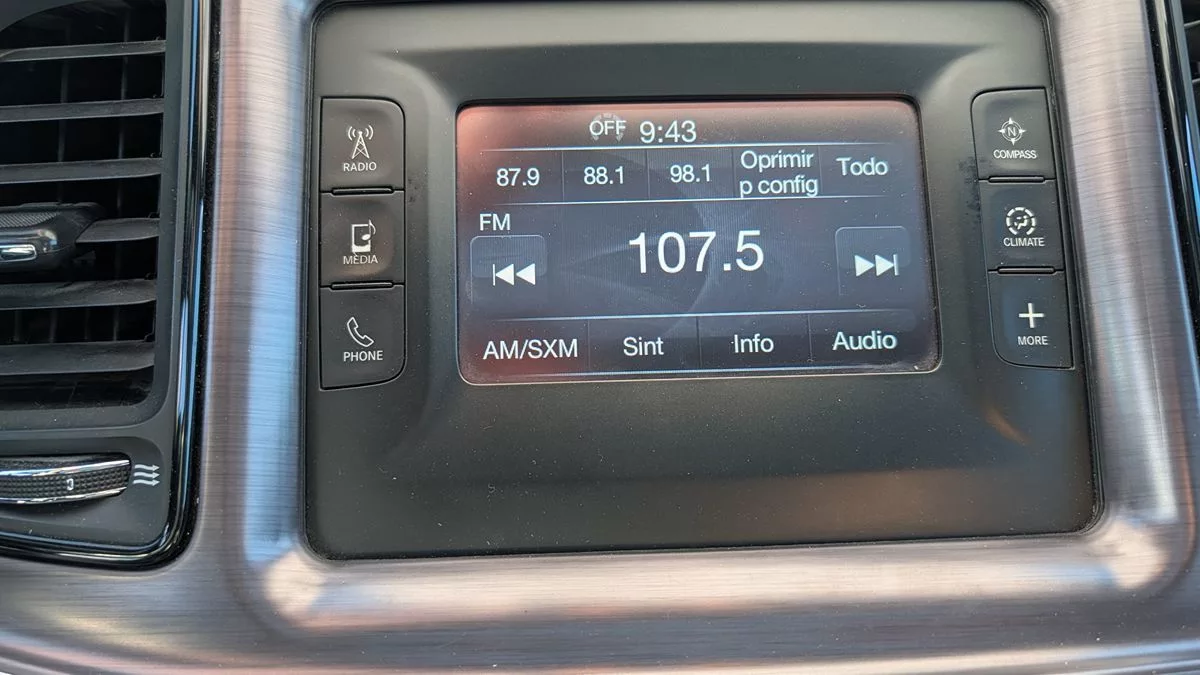 OFF 9:43
87.9 88.1 98.1 Oprimir p config Todo
FM
107.5
AM/SXM Sint Info Audio
RADIO
MEDIA
PHONE
N
COMPASS
CLIMATE
MORE